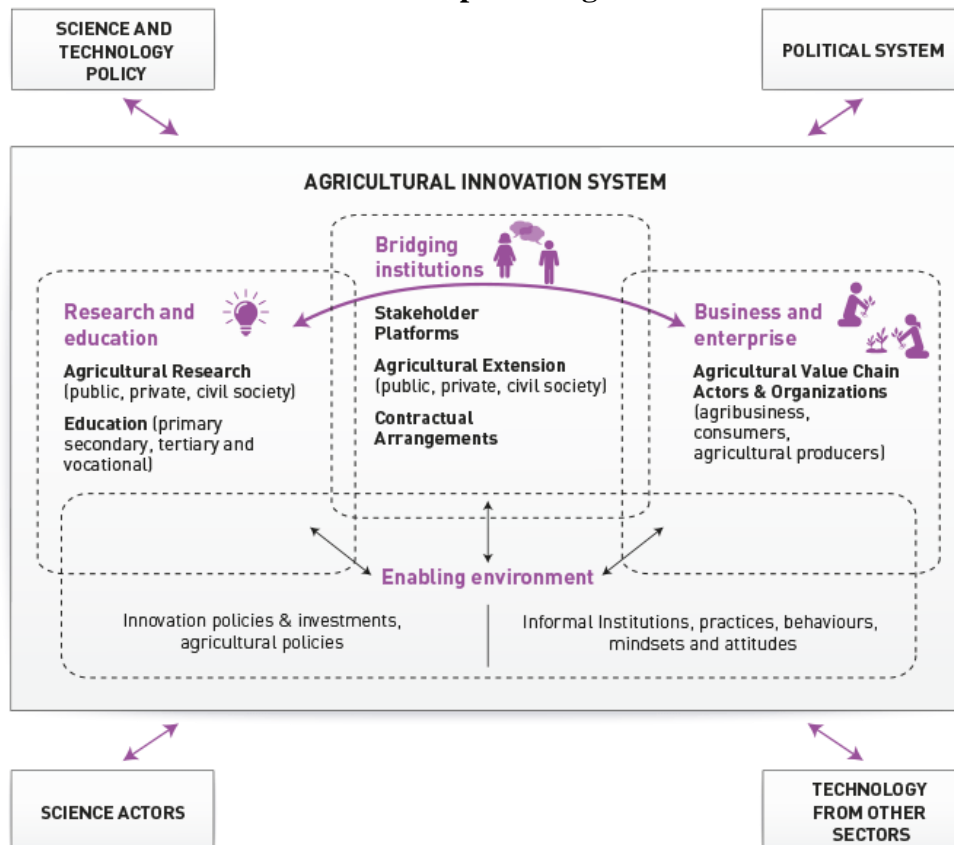 SCIENCE AND
TECHNOLOGY
POLICY
POLITICAL SYSTEM
AGRICULTURAL INNOVATION SYSTEM
Bridging
institutions
Stakeholder
Platforms
Agricultural Extension
(public, private, civil society)
Contractual
Arrangements
Research and
education
Agricultural Research
(public, private, civil society)
Education (primary
secondary, tertiary and
vocational)
Business and
enterprise
Agricultural Value Chain
Actors & Organizations
(agribusiness,
consumers,
agricultural producers)
Enabling environment
Innovation policies & investments,
agricultural policies
Informal Institutions, practices, behaviours,
mindsets and attitudes
SCIENCE ACTORS
TECHNOLOGY
FROM OTHER
SECTORS